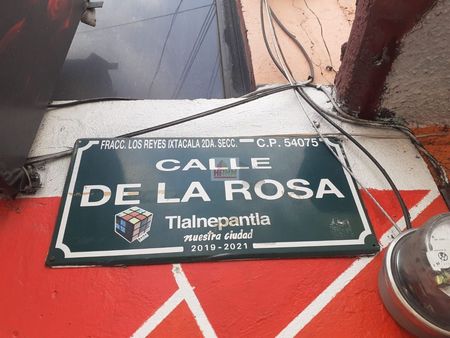 FRACC. LOS REYES IXTACALA 2DA. SECC. C.P. 54075
CALLE
DE LA ROSA
Tlalnepantla
nuestra ciudad
2019-2021